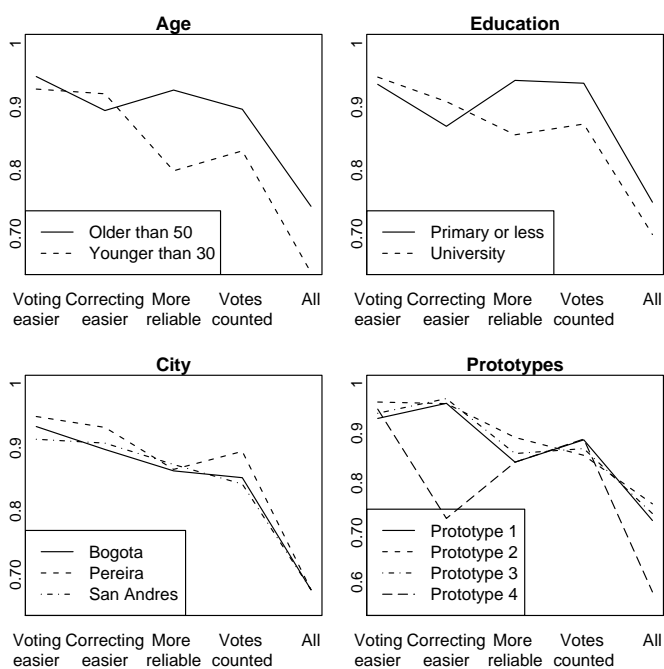 Age
1
0.9
0.8
0.70
Older than 50
Younger than 30
Voting Correcting More Votes All
easier easier reliable counted
Education
1
0.9
0.8
0.70
Primary or less
University
Voting Correcting More Votes All
easier easier reliable counted
City
1
0.9
0.8
0.70
Bogota
Pereira
San Andres
Voting Correcting More Votes All
easier easier reliable counted
Prototypes
1
0.9
0.8
0.70
0.6
Prototype 1
Prototype 2
Prototype 3
Prototype 4
Voting Correcting More Votes All
easier easier reliable counted